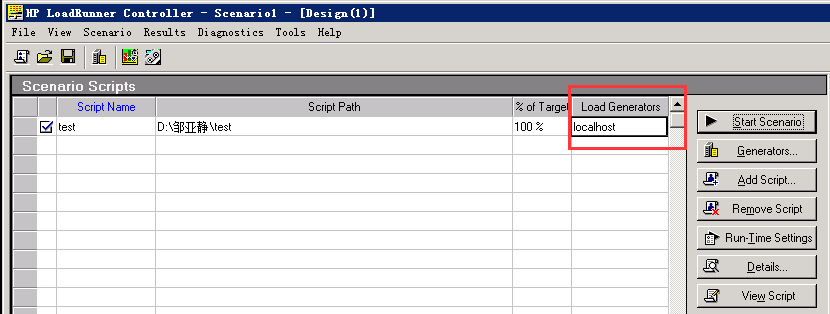 HP LoadRunner Controller - Scenario1 - [Design(1)]
File View Scenario Results Diagnostics Tools Help
Scenario Scripts
Script Name Script Path % of Target Load Generators
test D:\邹亚静\test 100 % localhost
Start Scenario
Generators...
Add Script...
Remove Script
Run-Time Settings
Details...
View Script